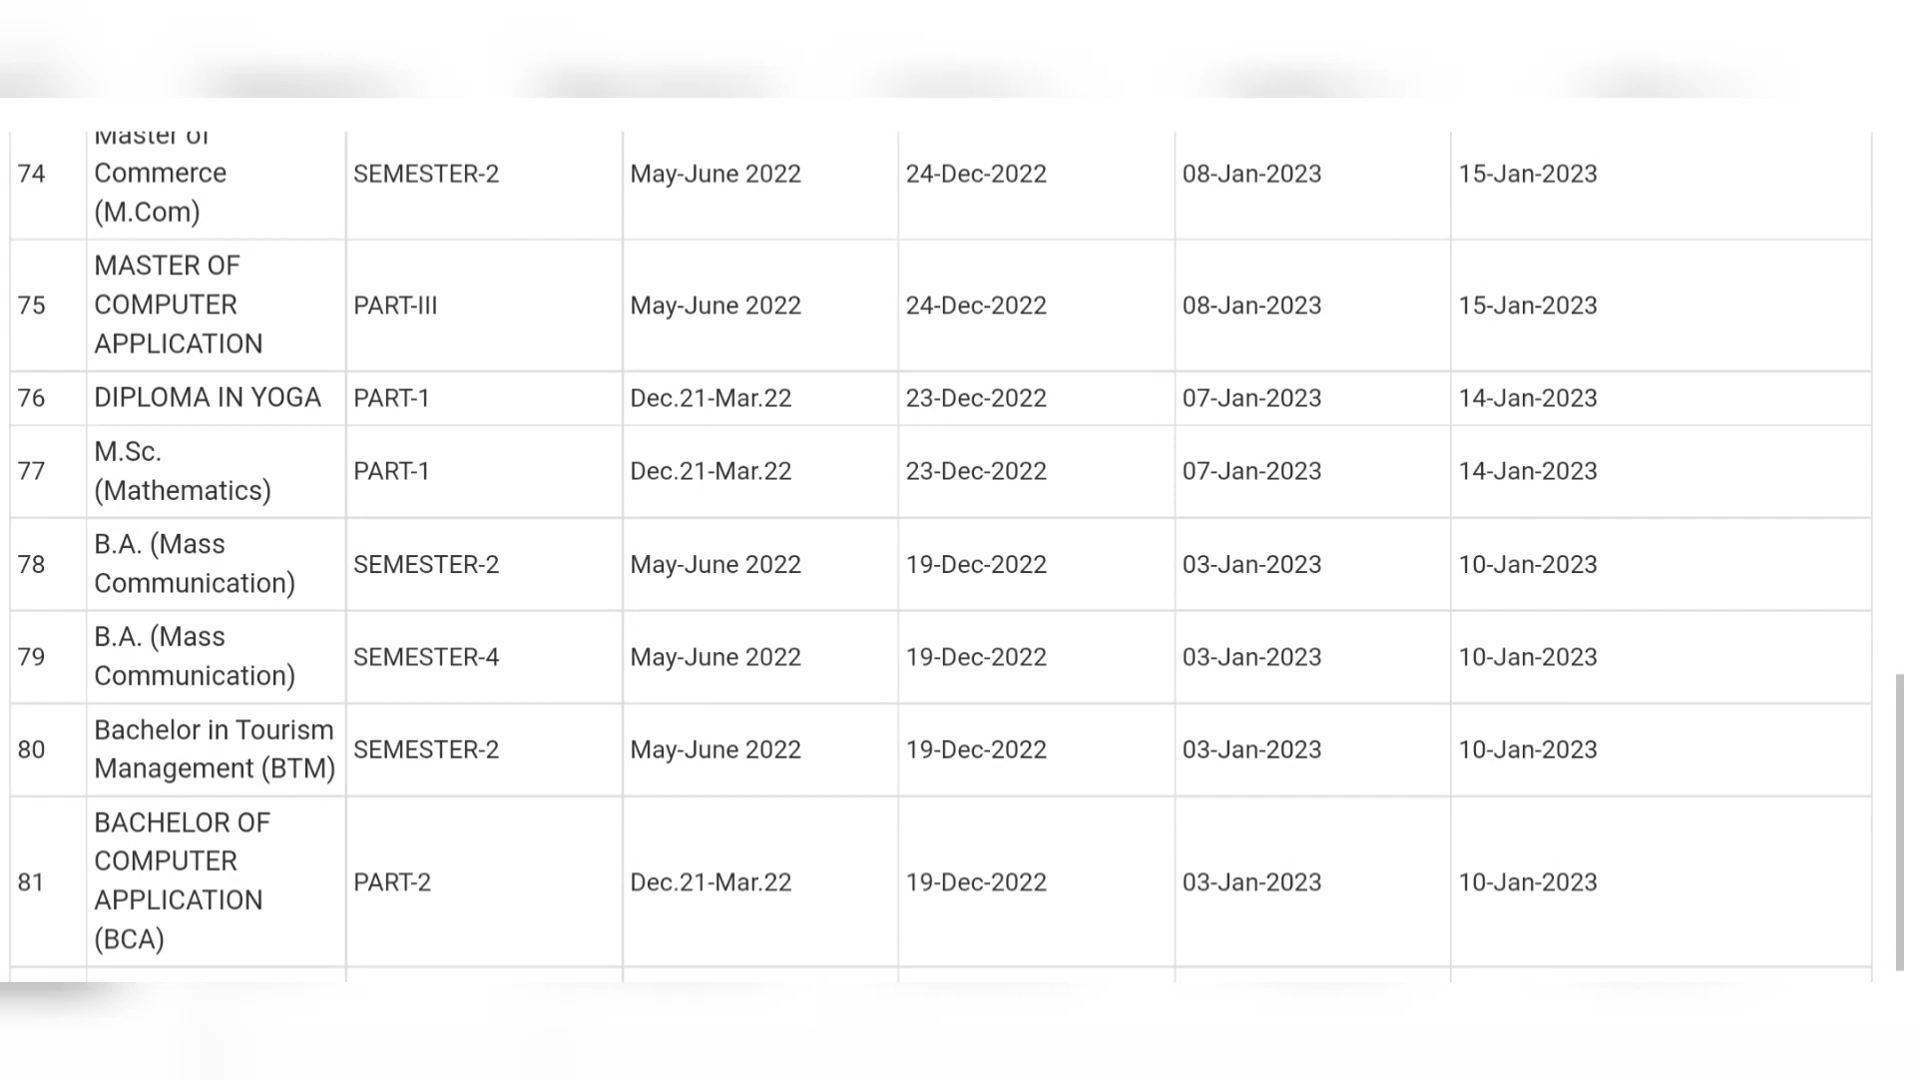 Master of
74 Commerce SEMESTER-2 May-June 2022 24-Dec-2022 08-Jan-2023 15-Jan-2023
(M.Com)
MASTER OF
75 COMPUTER PART-III May-June 2022 24-Dec-2022 08-Jan-2023 15-Jan-2023
APPLICATION
76 DIPLOMA IN YOGA PART-1 Dec.21-Mar.22 23-Dec-2022 07-Jan-2023 14-Jan-2023
M.Sc.
77 PART-1 Dec.21-Mar.22 23-Dec-2022 07-Jan-2023 14-Jan-2023
(Mathematics)
B.A. (Mass
78 SEMESTER-2 May-June 2022 19-Dec-2022 03-Jan-2023 10-Jan-2023
Communication)
B.A. (Mass
79 SEMESTER-4 May-June 2022 19-Dec-2022 03-Jan-2023 10-Jan-2023
Communication)
Bachelor in Tourism
80 SEMESTER-2 May-June 2022 19-Dec-2022 03-Jan-2023 10-Jan-2023
Management (BTM)
BACHELOR OF
COMPUTER
81 PART-2 Dec.21-Mar.22 19-Dec-2022 03-Jan-2023 10-Jan-2023
APPLICATION
(BCA)